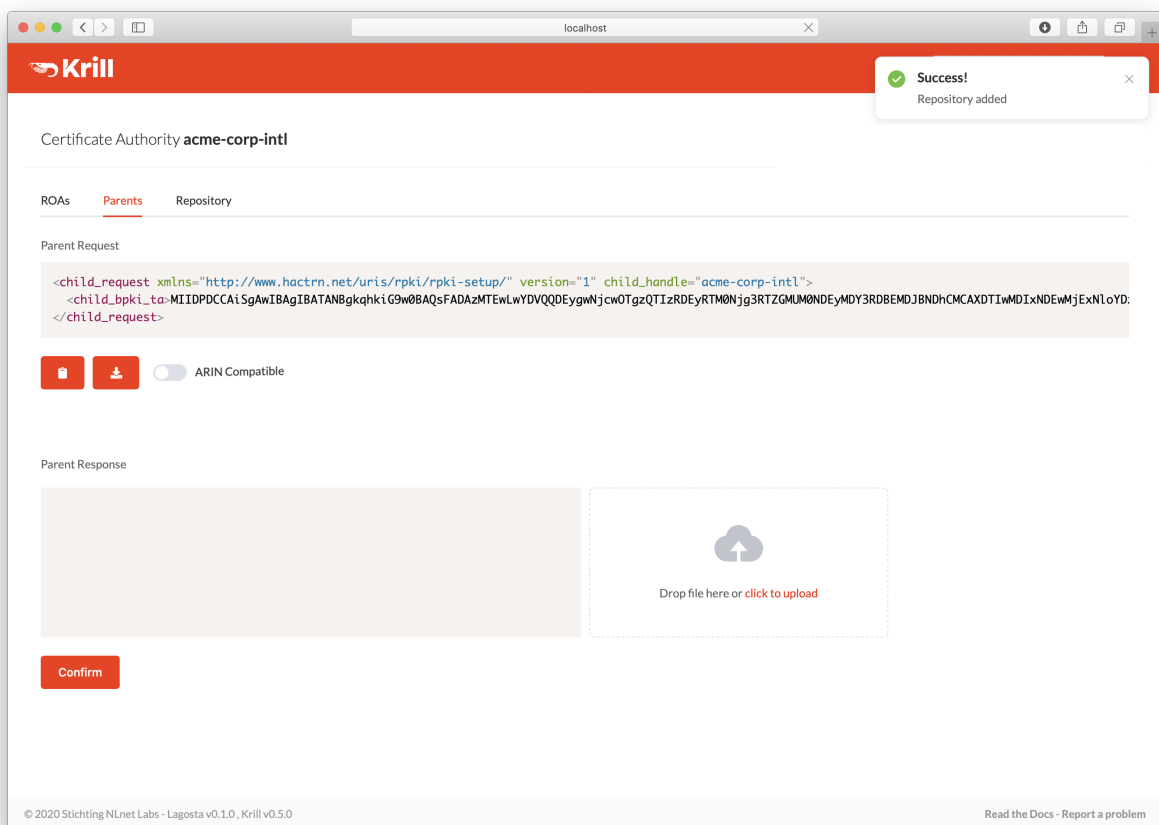 localhost
Krill
Success!
Repository added
Certificate Authority acme-corp-intl
ROAs Parents Repository
Parent Request
<child_request xmlns="http://www.hactrn.net/uris/rpki/rpki-setup/" version="1" child_handle="acme-corp-intl">
<child_bpki_ta>MIIDPDCCAiSgAwIBAgIBATANBgkqhkiG9w0BAQsFADAzMTEwLwYDVQQDEygwNjcwOTgzQTIzRDEyRTM0Njg3RTZGMUM0NDEyMDY3RDBEMDJBNDhCMCAXDTIwMDIxNDEwMjExNloYD
</child_request>
ARIN Compatible
Parent Response
Drop file here or click to upload
Confirm
© 2020 Stichting NLnet Labs - Lagosta v0.1.0 , Krill v0.5.0
Read the Docs - Report a problem